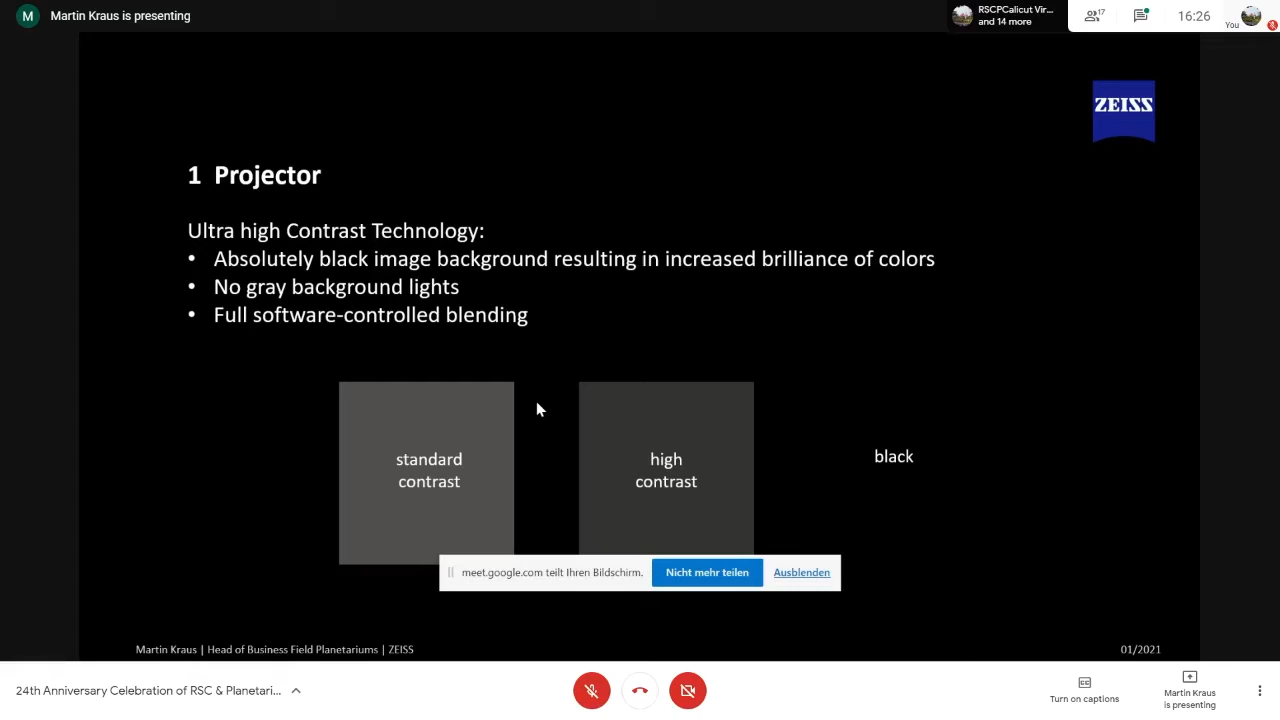 M Martin Kraus is presenting
RSCPCalicut Vir...
and 14 more
17
16:26
You
ZEISS
1 Projector
Ultra high Contrast Technology:
• Absolutely black image background resulting in increased brilliance of colors
• No gray background lights
• Full software-controlled blending
standard
contrast
high
contrast
black
meet.google.com teilt Ihren Bildschirm. Nicht mehr teilen Ausblenden
Martin Kraus | Head of Business Field Planetariums | ZEISS
01/2021
24th Anniversary Celebration of RSC & Planetari...
Turn on captions
Martin Kraus
is presenting